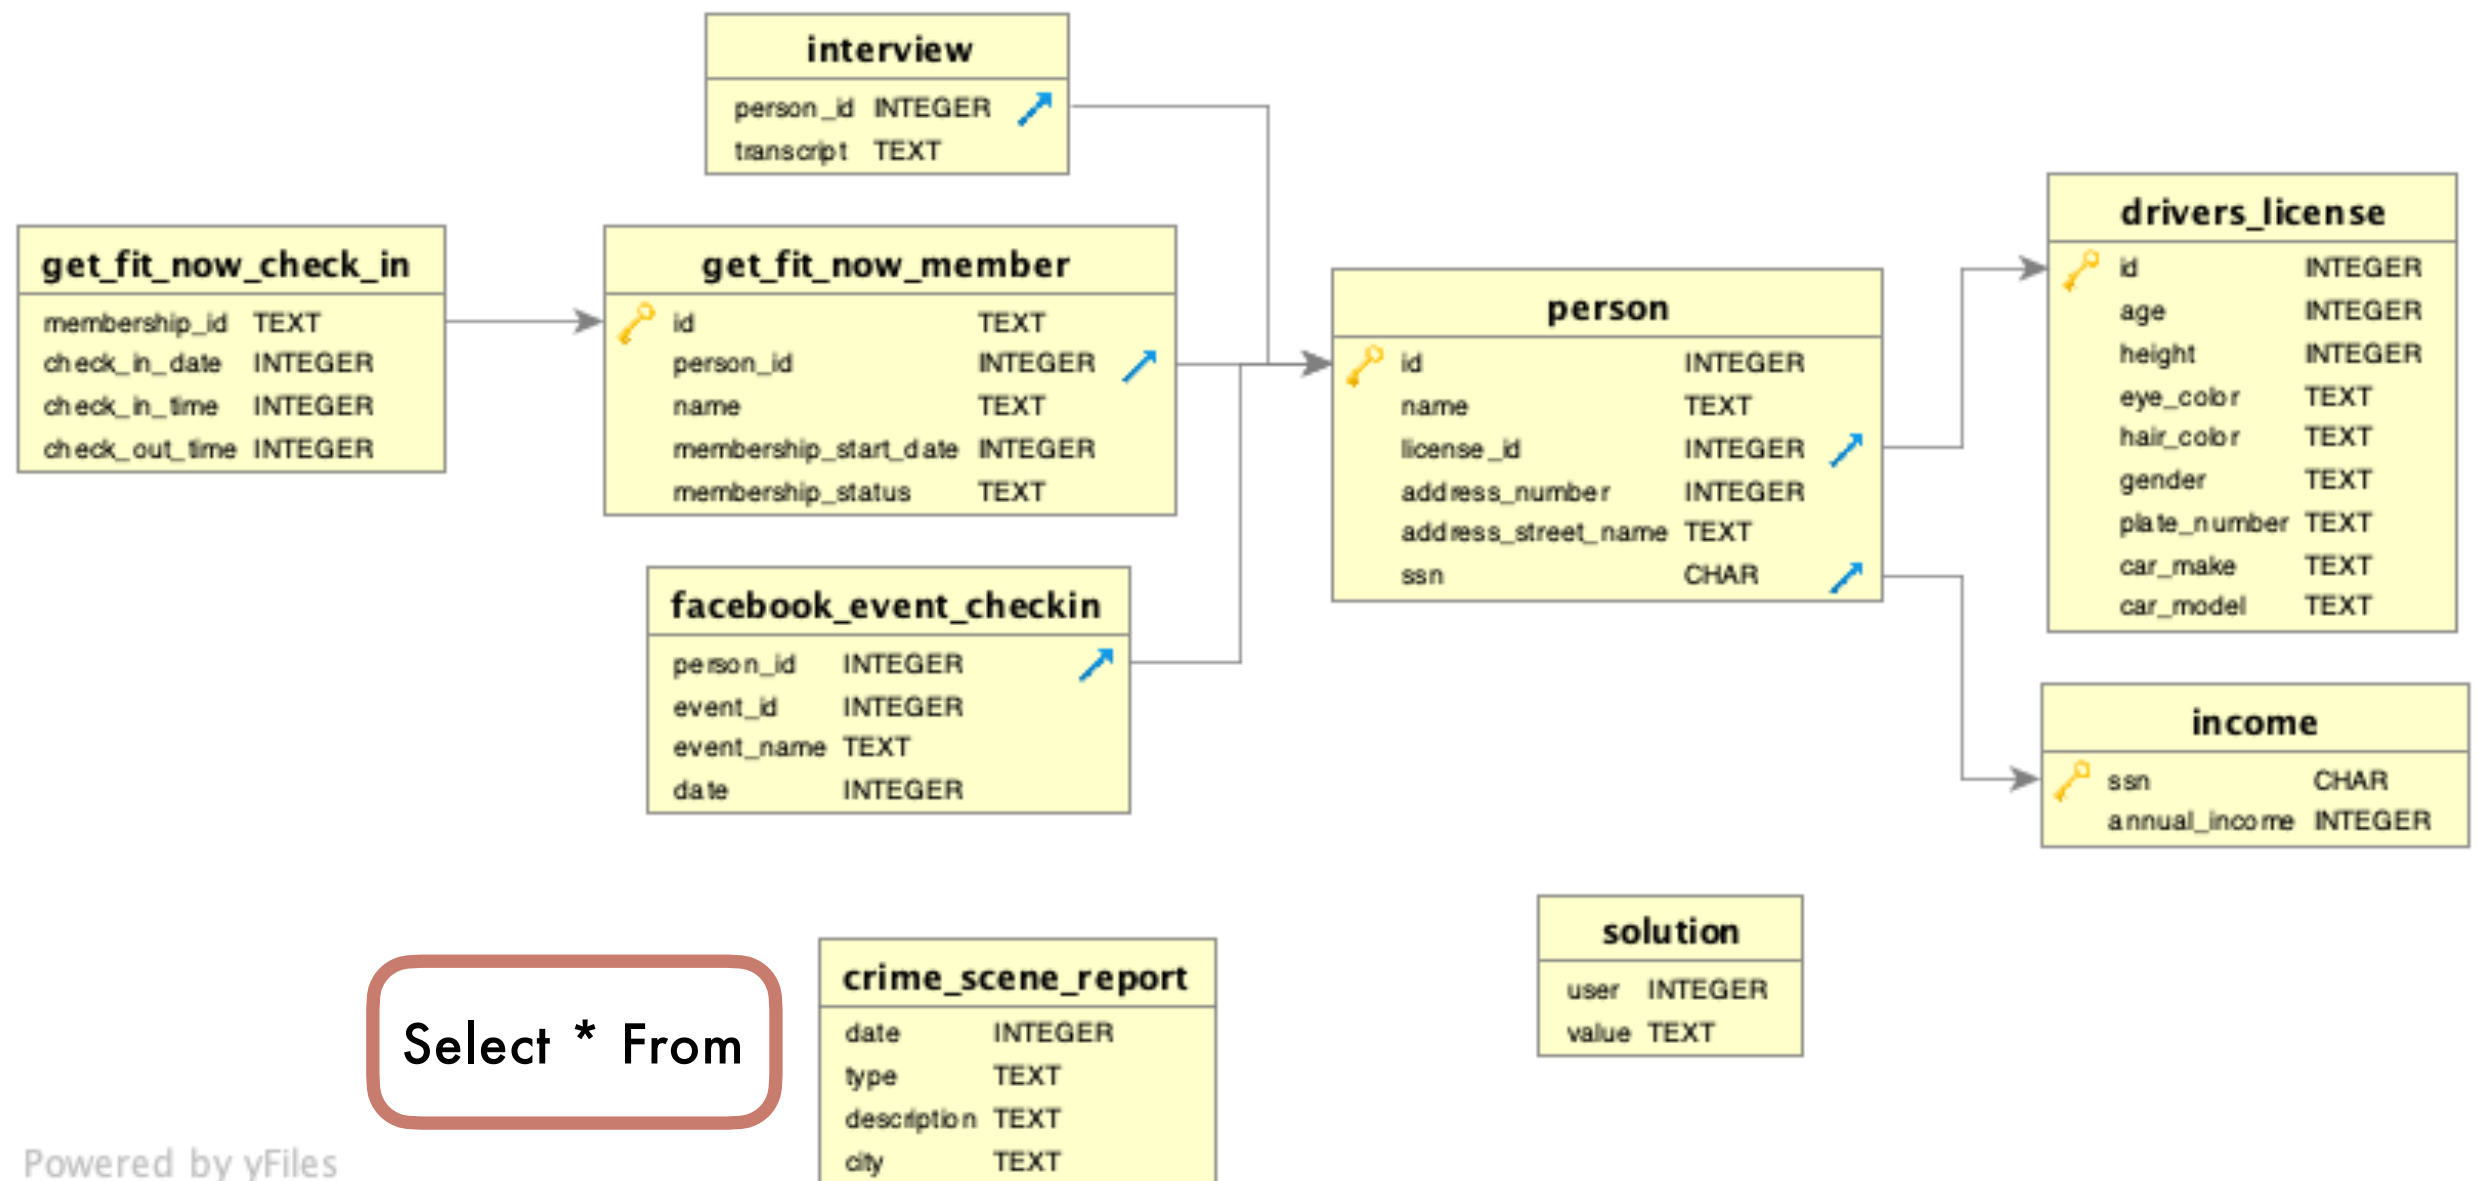 interview
person_id INTEGER
transcript TEXT
get_fit_now_check_in
membership_id TEXT
check_in_date INTEGER
check_in_time INTEGER
check_out_time INTEGER
get_fit_now_member
id TEXT
person_id INTEGER
name TEXT
membership_start_date INTEGER
membership_status TEXT
facebook_event_checkin
person_id INTEGER
event_id INTEGER
event_name TEXT
date INTEGER
person
id INTEGER
name TEXT
license_id INTEGER
address_number INTEGER
address_street_name TEXT
ssn CHAR
drivers_license
id INTEGER
age INTEGER
height INTEGER
eye_color TEXT
hair_color TEXT
gender TEXT
plate_number TEXT
car_make TEXT
car_model TEXT
income
ssn CHAR
annual_income INTEGER
solution
user INTEGER
value TEXT
Select * From
crime_scene_report
date INTEGER
type TEXT
description TEXT
city TEXT
Powered by yFiles